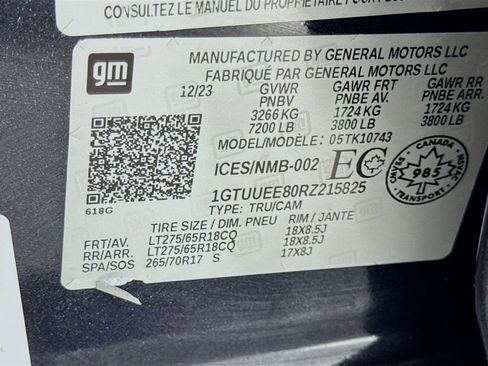 CONSULTEZ LE MANUEL DU PROPRIÉTAIRE POUR PLUS
gm
MANUFACTURED BY GENERAL MOTORS LLC
FABRIQUÉ PAR GENERAL MOTORS LLC
12/23 GVWR GAWR FRT GAWR RR
PNBV PNBE AV. PNBE ARR.
3266 KG 1724 KG 1724 KG
7200 LB 3800 LB 3800 LB
MODEL/MODÈLE: 05TK10743
ICES/NMB-002 EC
CANADA
985
TRANSPORT
1GTUUEE80RZ215825
618G
TYPE: TRU/CAM
TIRE SIZE / DIM. PNEU RIM / JANTE
FRT/AV. LT275/65R18CQ 18X8.5J
RR/ARR. LT275/65R18CQ 18X8.5J
SPA/SOS 265/70R17 S 17X8J